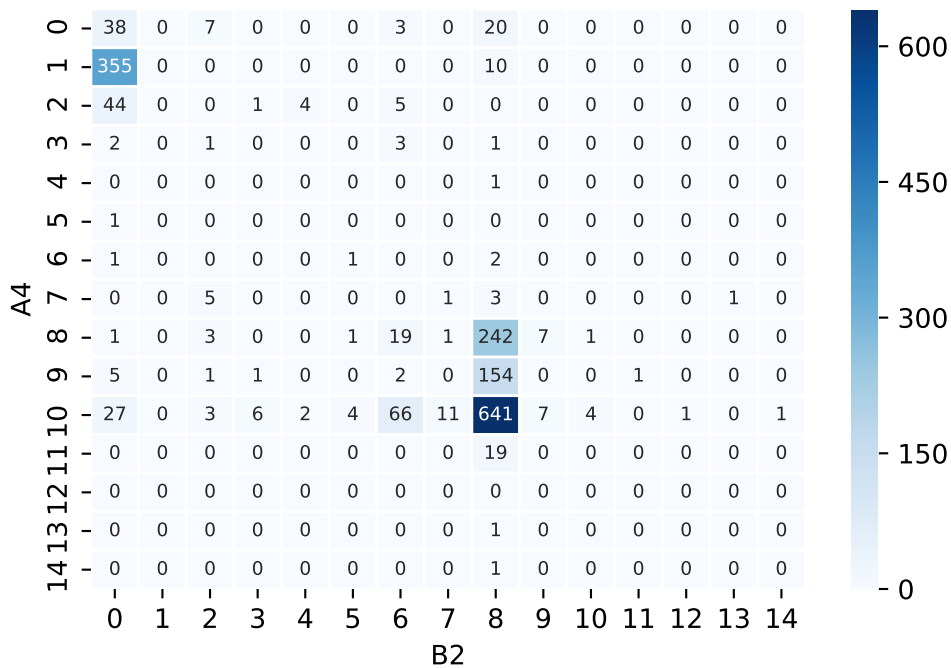 0 38 0 7 0 0 0 3 0 20 0 0 0 0 0 0
1 355 0 0 0 0 0 0 0 10 0 0 0 0 0 0
2 44 0 0 1 4 0 5 0 0 0 0 0 0 0 0
3 2 0 1 0 0 0 3 0 1 0 0 0 0 0 0
4 0 0 0 0 0 0 0 0 1 0 0 0 0 0 0
5 1 0 0 0 0 0 0 0 0 0 0 0 0 0 0
6 1 0 0 0 0 1 0 0 2 0 0 0 0 0 0
7 0 0 5 0 0 0 0 1 3 0 0 0 0 1 0
8 1 0 3 0 0 1 19 1 242 7 1 0 0 0 0
9 5 0 1 1 0 0 2 0 154 0 0 1 0 0 0
10 27 0 3 6 2 4 66 11 641 7 4 0 1 0 1
11 0 0 0 0 0 0 0 0 19 0 0 0 0 0 0
12 0 0 0 0 0 0 0 0 0 0 0 0 0 0 0
13 0 0 0 0 0 0 0 0 1 0 0 0 0 0 0
14 0 0 0 0 0 0 0 0 1 0 0 0 0 0 0
0 1 2 3 4 5 6 7 8 9 10 11 12 13 14
A4
B2
600
450
300
150
0